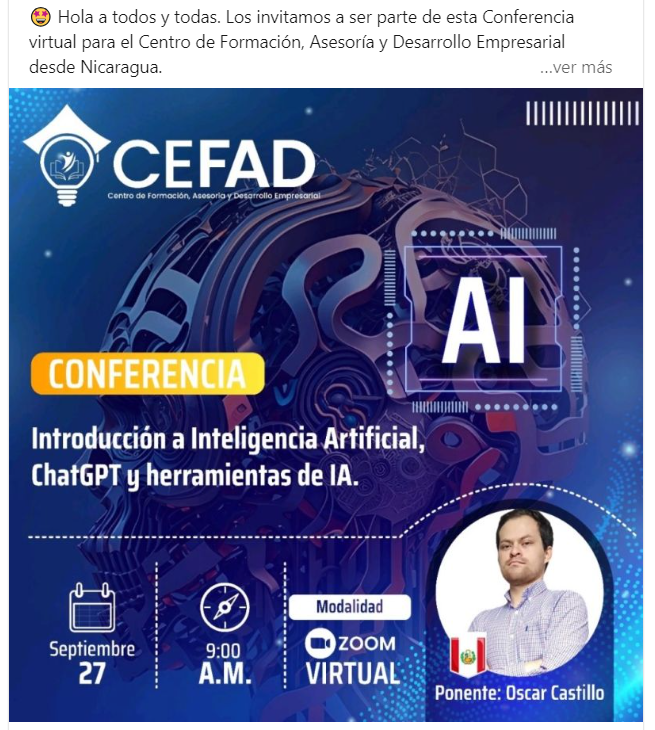 🤩 Hola a todos y todas. Los invitamos a ser parte de esta Conferencia
virtual para el Centro de Formación, Asesoría y Desarrollo Empresarial
desde Nicaragua.
...ver más
CEFAD
Centro de Formación, Asesoria y Desarrollo Empresarial
AI
CONFERENCIA
Introducción a Inteligencia Artificial,
ChatGPT y herramientas de IA.
Septiembre
27
9:00
A.M.
Modalidad
ZOOM
VIRTUAL
Ponente: Oscar Castillo